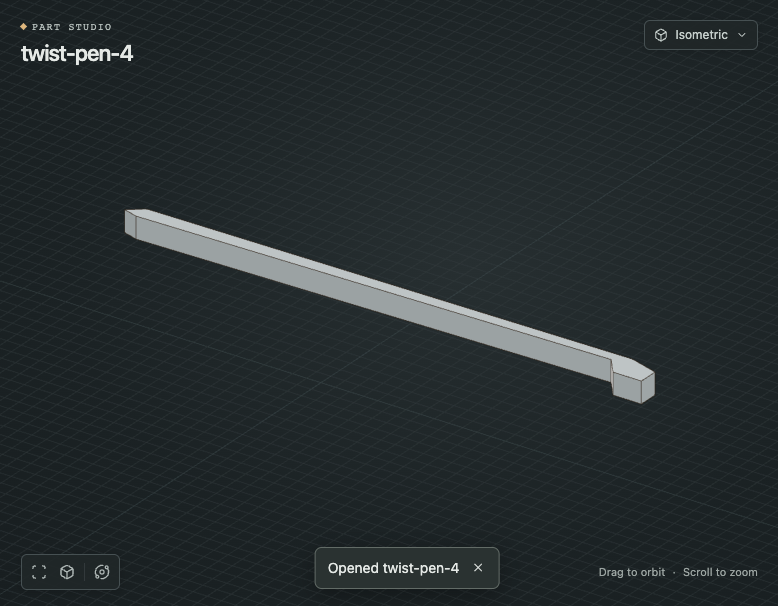 PART STUDIO
twist-pen-4
Isometric
Opened twist-pen-4
Drag to orbit · Scroll to zoom